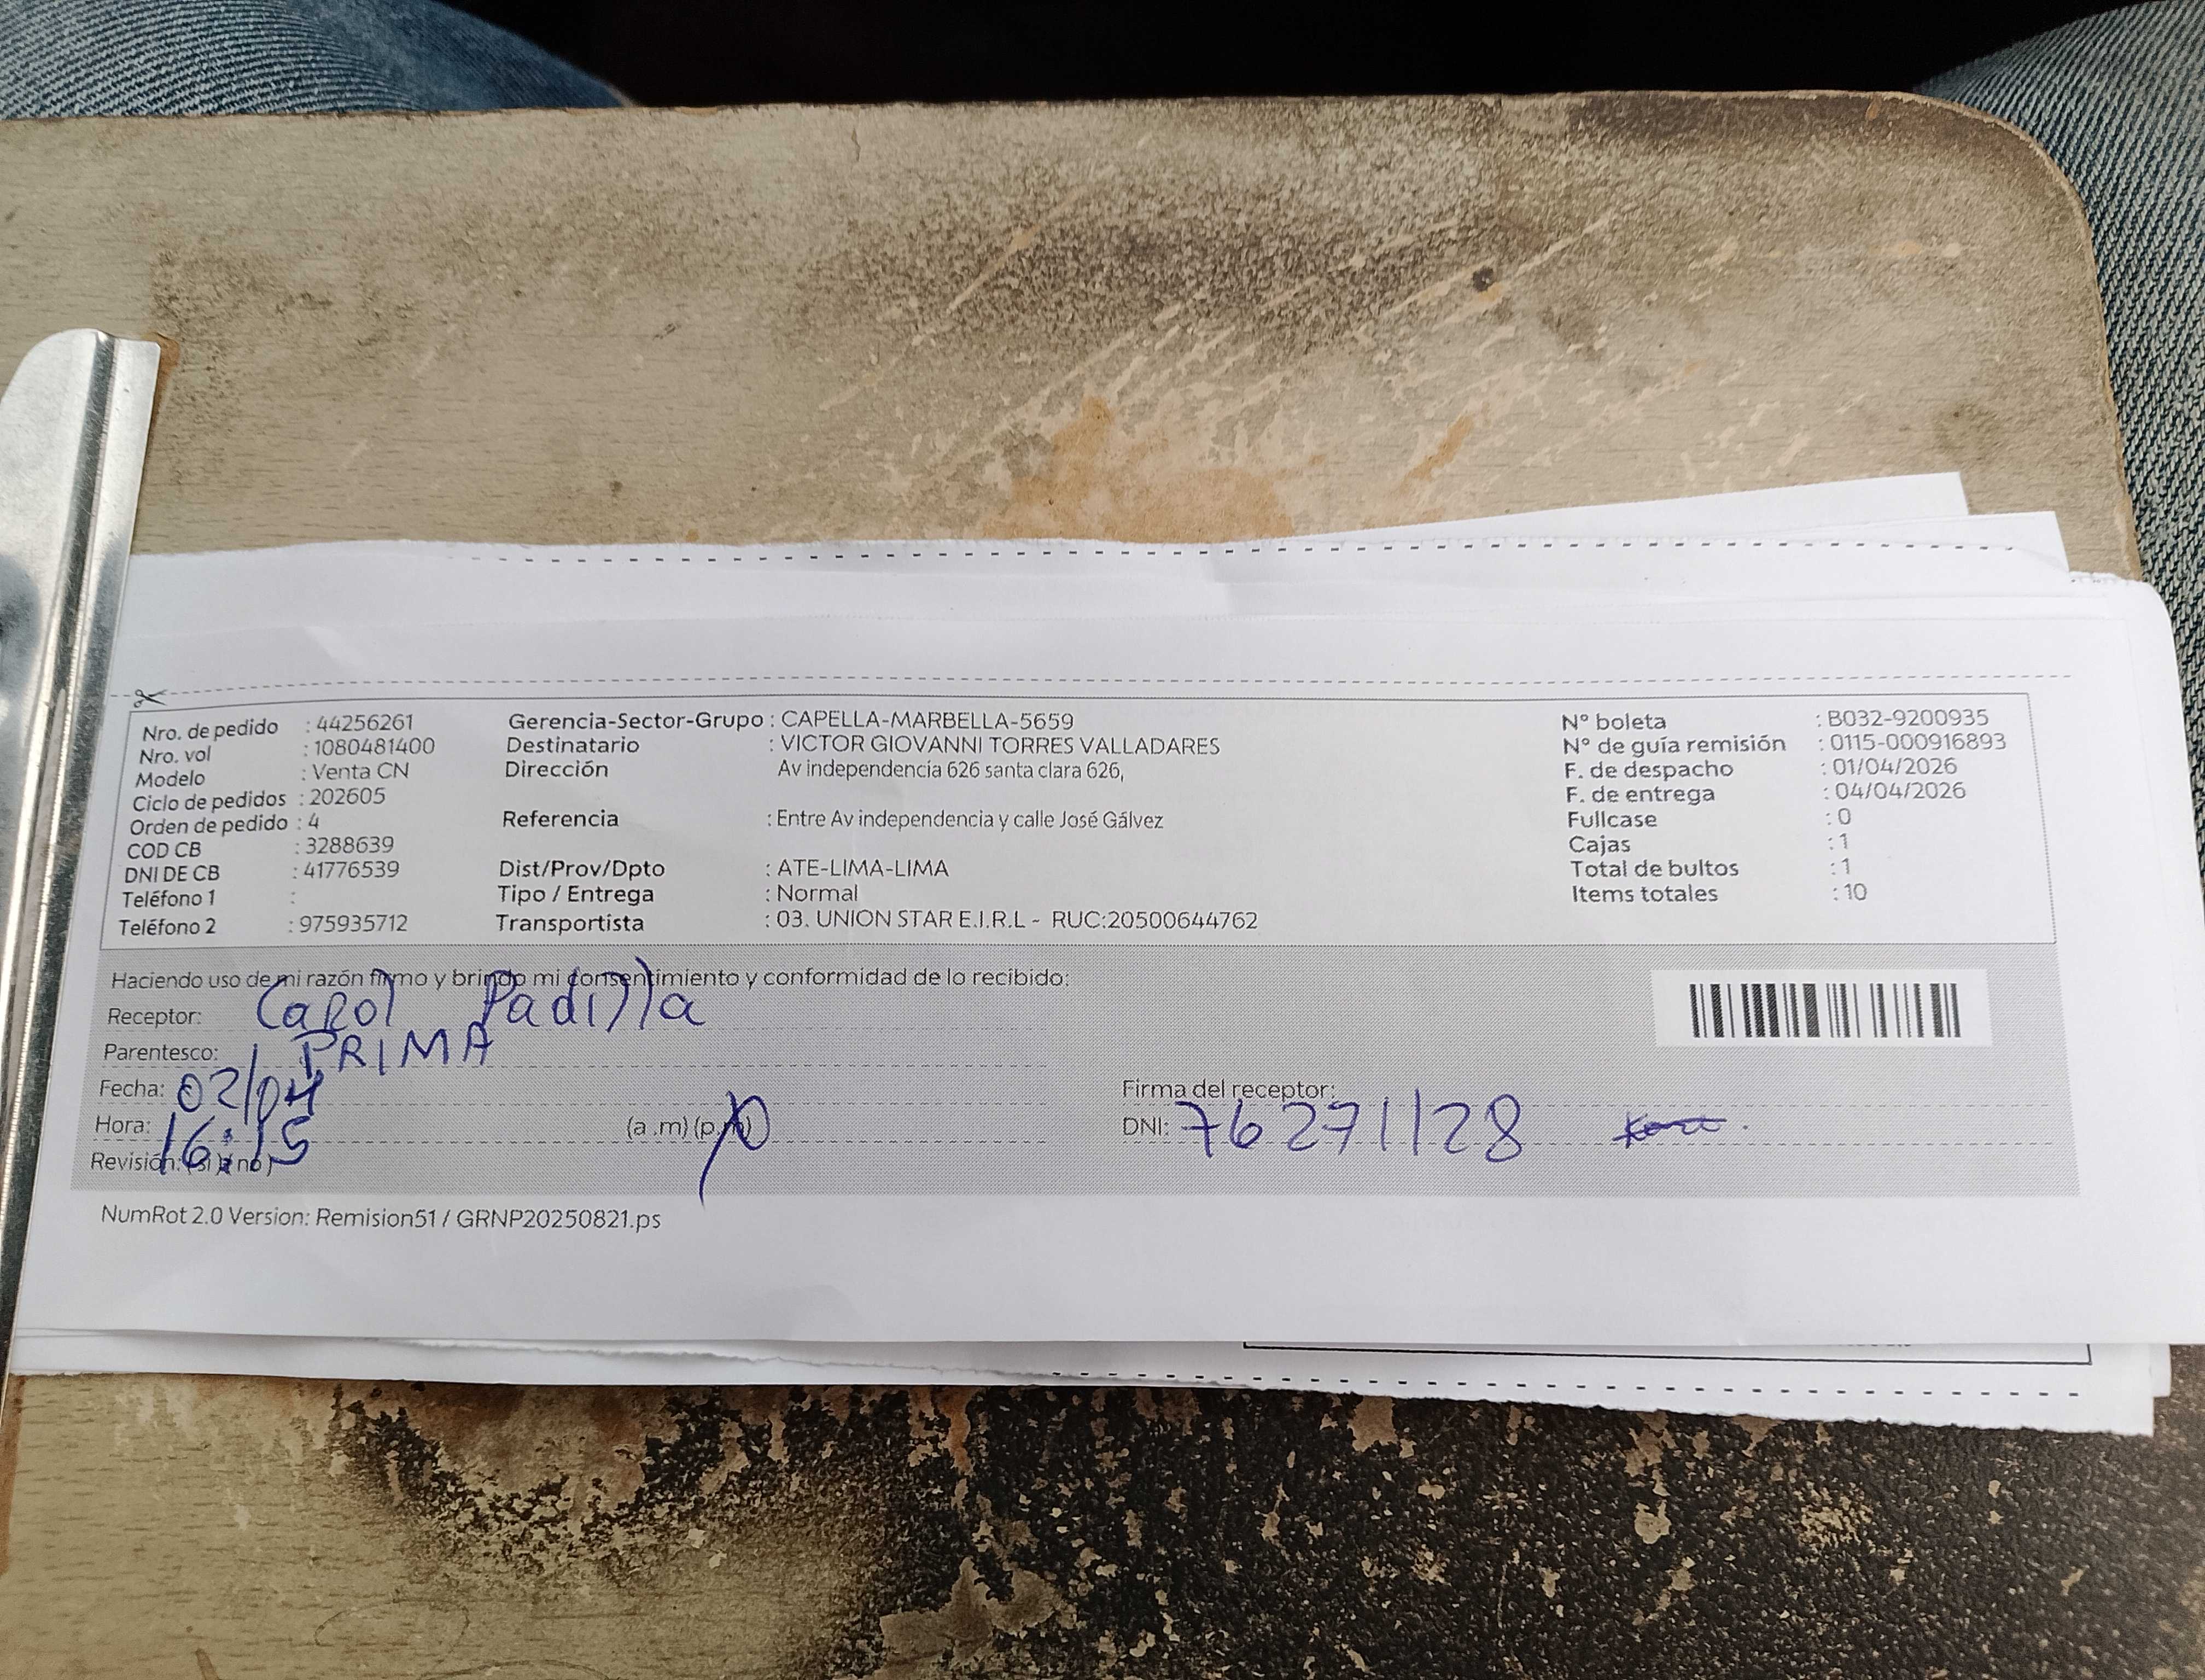 Nro. de pedido : 44256261
Nro. vol : 1080481400
Modelo : Venta CN
Ciclo de pedidos : 202605
Orden de pedido : 4
COD CB : 3288639
DNI DE CB : 41776539
Teléfono 1 :
Teléfono 2 : 975935712
Gerencia-Sector-Grupo : CAPELLA-MARBELLA-5659
Destinatario : VICTOR GIOVANNI TORRES VALLADARES
Dirección Av independencia 626 santa clara 626,
Referencia : Entre Av independencia y calle José Gálvez
Dist/Prov/Dpto : ATE-LIMA-LIMA
Tipo / Entrega : Normal
Transportista : 03. UNION STAR E.I.R.L - RUC:20500644762
N° boleta : B032-9200935
N° de guía remisión : 0115-000916893
F. de despacho : 01/04/2026
F. de entrega : 04/04/2026
Fullcase : 0
Cajas : 1
Total de bultos : 1
Items totales : 10
Haciendo uso de mi razón firmo y brindo mi consentimiento y conformidad de lo recibido:
Receptor: Carol Padilla
Parentesco: PRIMA
Fecha: 02/04
Hora: 16:15 (a .m) (p.m)
Revisión: ( si ) ( no )
Firma del receptor:
DNI: 76271128
NumRot 2.0 Version: Remision51 / GRNP20250821.ps